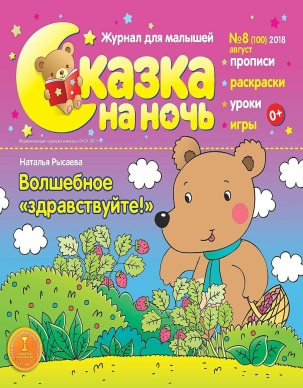 Журнал для малышей
№8 (100) 2018
август
Сказка
на ночь
• прописи
• раскраски
• уроки
• игры
0+
Наталья Рысаева
Волшебное
«здравствуйте!»
I